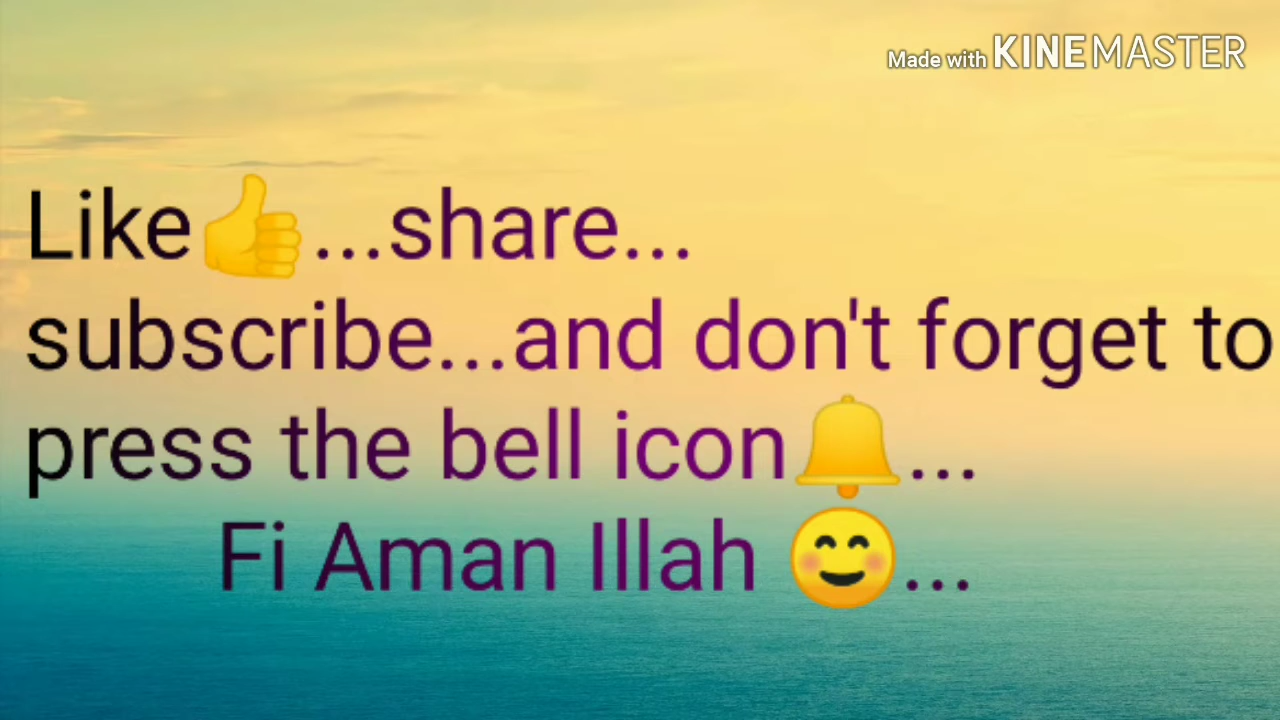 Made with KINEMASTER
Like👍...share...
subscribe...and don't forget to
press the bell icon🔔...
Fi Aman Illah 😊...